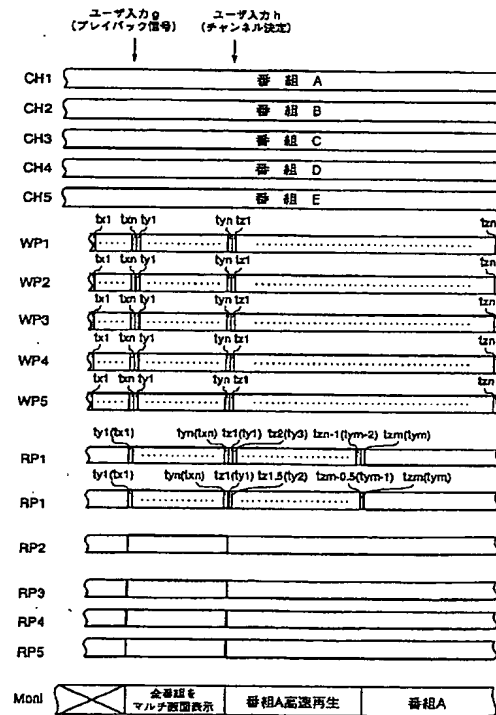 ユーザ入力g ユーザ入力h
(プレイバック信号) (チャンネル決定)
CH1 番組A
CH2 番組B
CH3 番組C
CH4 番組D
CH5 番組E
tx1 txn ty1 tyn tz1 tzn
WP1
tx1 txn ty1 tyn tz1 tzn
WP2
tx1 txn ty1 tyn tz1 tzn
WP3
tx1 txn ty1 tyn tz1 tzn
WP4
tx1 txn ty1 tyn tz1 tzn
WP5
ty1(tx1) tyn(txn) tz1(ty1) tz2(ty3) tzn-1(tym-2) tzm(tym)
RP1
ty1(tx1) tyn(txn) tz1(ty1) tz1.5(ty2) tzm-0.5(tym-1) tzm(tym)
RP1
RP2
RP3
RP4
RP5
Moni 全番組を 番組A高速再生 番組A
マルチ画面表示